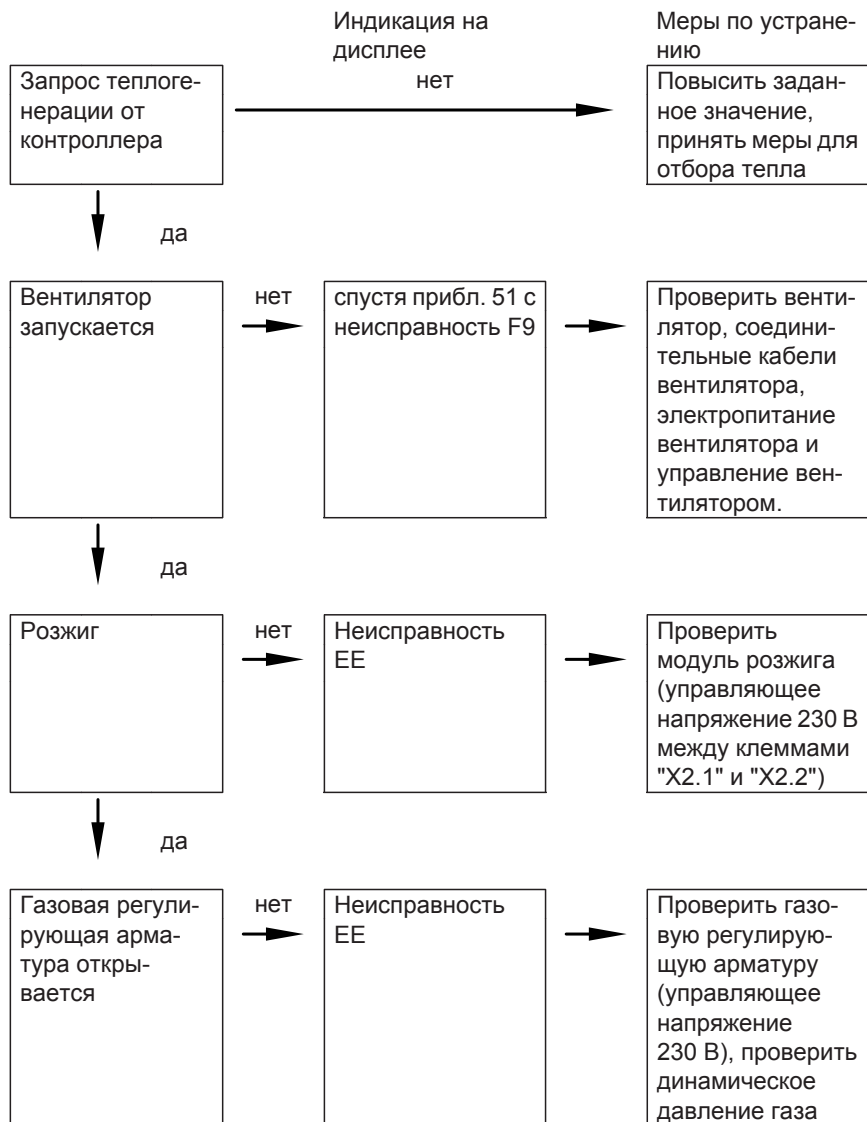 Индикация на
дисплее
Меры по устране-
нию
Запрос теплоге-
нерации от
контроллера
нет
Повысить задан-
ное значение,
принять меры для
отбора тепла
да
Вентилятор
запускается
нет
спустя прибл. 51 с
неисправность F9
Проверить венти-
лятор, соедини-
тельные кабели
вентилятора,
электропитание
вентилятора и
управление вен-
тилятором.
да
Розжиг
нет
Неисправность
EE
Проверить
модуль розжига
(управляющее
напряжение 230 В
между клеммами
"X2.1" и "X2.2")
да
Газовая регули-
рующая арма-
тура откры-
вается
нет
Неисправность
EE
Проверить газо-
вую регулирую-
щую арматуру
(управляющее
напряжение
230 В), проверить
динамическое
давление газа